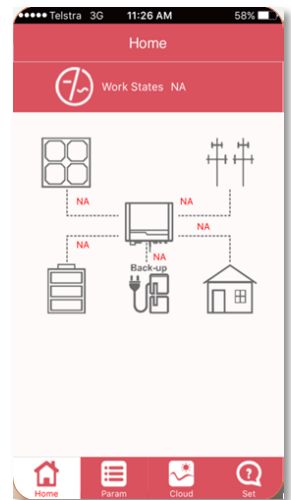 Telstra 3G 11:26 AM 58%
Home
Work States NA
NA NA
NA
NA
NA
Back-up
Home Param Cloud Set